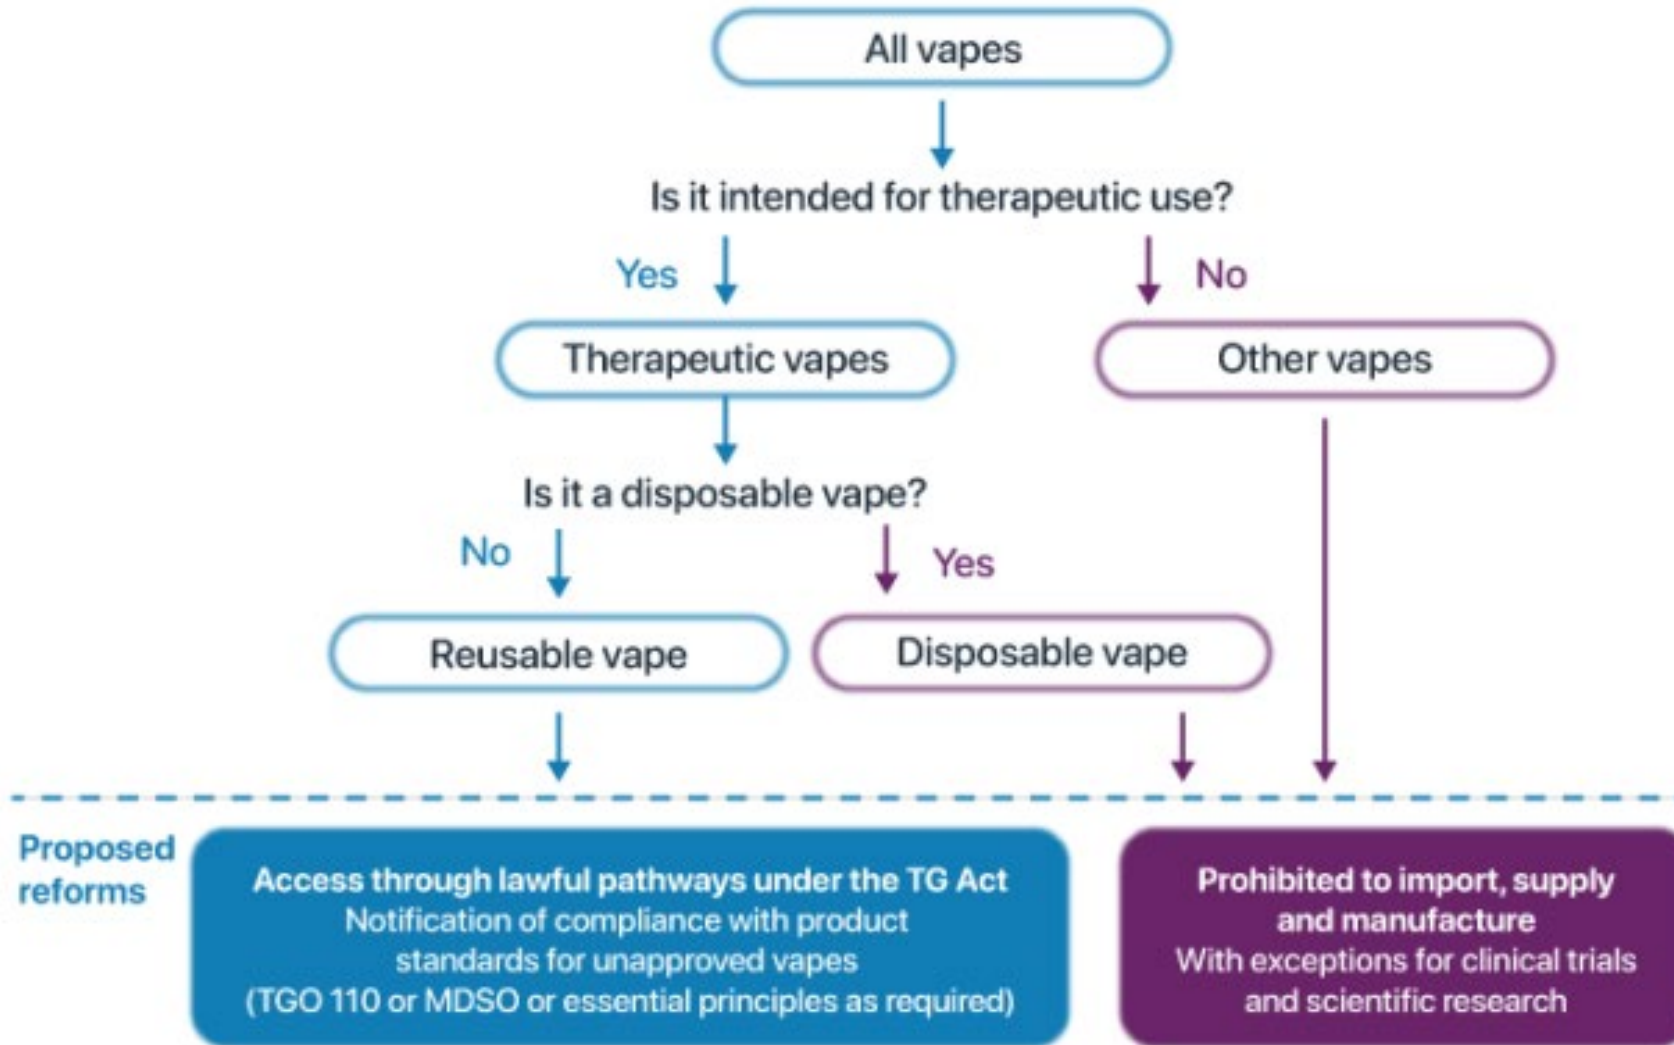 All vapes
Is it intended for therapeutic use?
Yes
No
Therapeutic vapes
Other vapes
Is it a disposable vape?
No
Yes
Reusable vape
Disposable vape
Proposed
reforms
Access through lawful pathways under the TG Act
Notification of compliance with product
standards for unapproved vapes
(TGO 110 or MDSO or essential principles as required)
Prohibited to import, supply
and manufacture
With exceptions for clinical trials
and scientific research